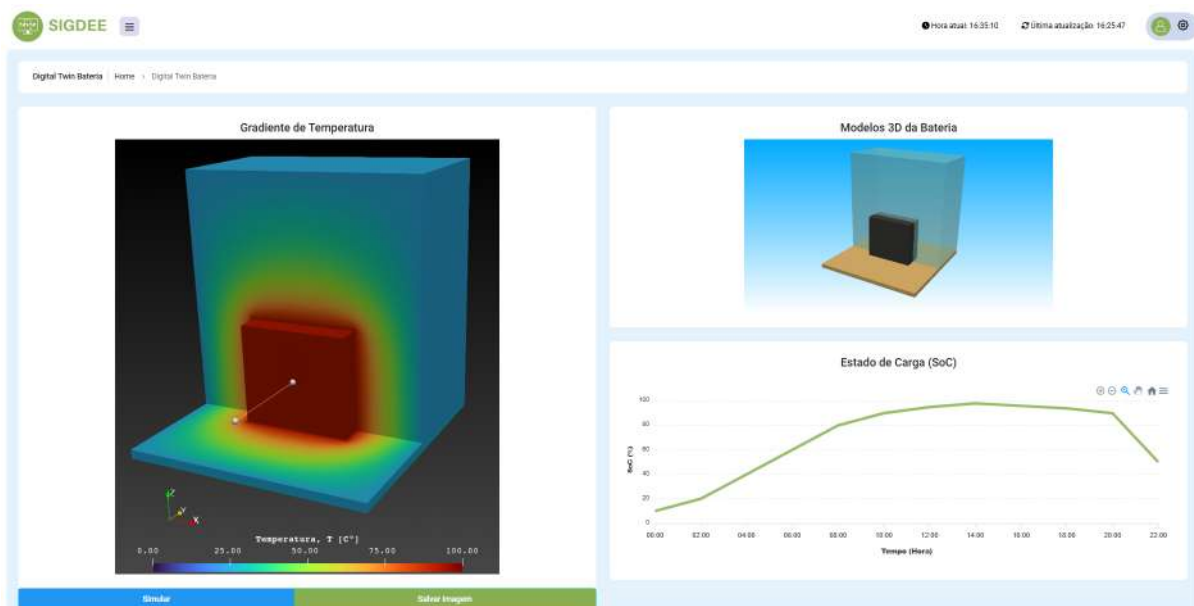 SIGDEE
Hora atual: 16:35:10 Última atualização: 16:25:47
Digital Twin Bateria Home > Digital Twin Bateria
Gradiente de Temperatura
Z
Y
X
Temperatura, T [C°]
0.00 25.00 50.00 75.00 100.00
Simular Salvar Imagem
Modelos 3D da Bateria
Estado de Carga (SoC)
100
80
60
40
20
0
SoC (%)
00:00 02:00 04:00 06:00 08:00 10:00 12:00 14:00 16:00 18:00 20:00 22:00
Tempo (Hora)